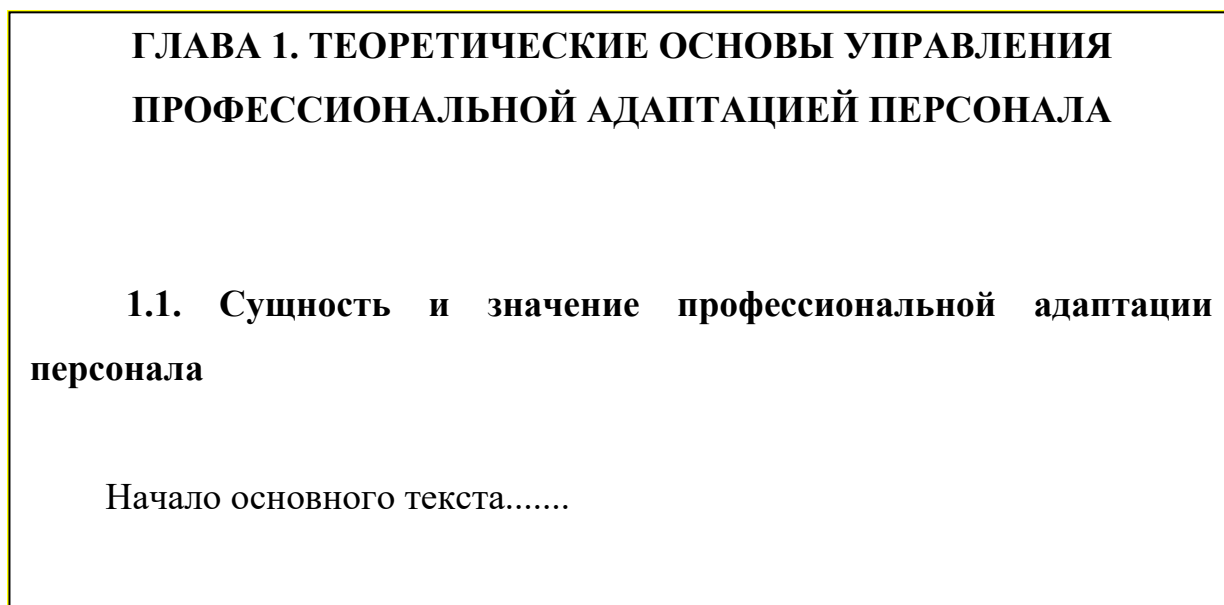 ГЛАВА 1. ТЕОРЕТИЧЕСКИЕ ОСНОВЫ УПРАВЛЕНИЯ
ПРОФЕССИОНАЛЬНОЙ АДАПТАЦИЕЙ ПЕРСОНАЛА
1.1. Сущность и значение профессиональной адаптации
персонала
Начало основного текста.......